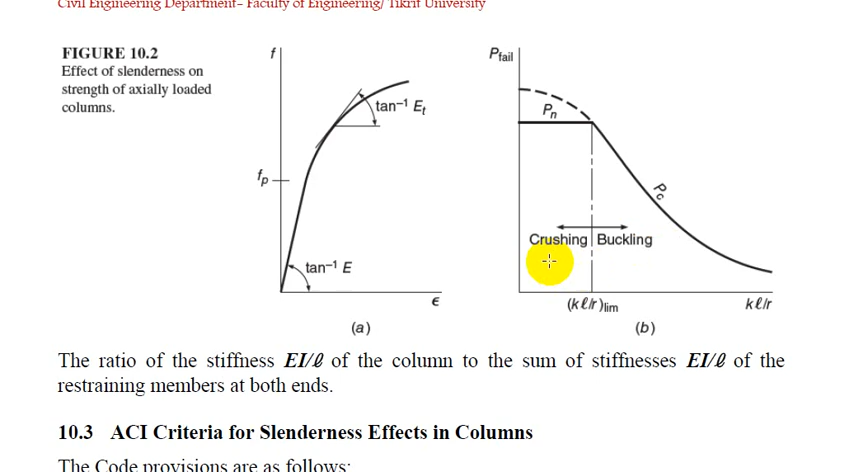 Civil Engineering Department– Faculty of Engineering/ Tikrit University
FIGURE 10.2
Effect of slenderness on
strength of axially loaded
columns.
f
tan⁻¹ Eₜ
fₚ
tan⁻¹ E
ϵ
(a)
P_fail
Pₙ
P_c
Crushing
Buckling
(kℓ/r)_lim
kℓ/r
(b)
The ratio of the stiffness EI/ℓ of the column to the sum of stiffnesses EI/ℓ of the
restraining members at both ends.
10.3 ACI Criteria for Slenderness Effects in Columns
The Code provisions are as follows: